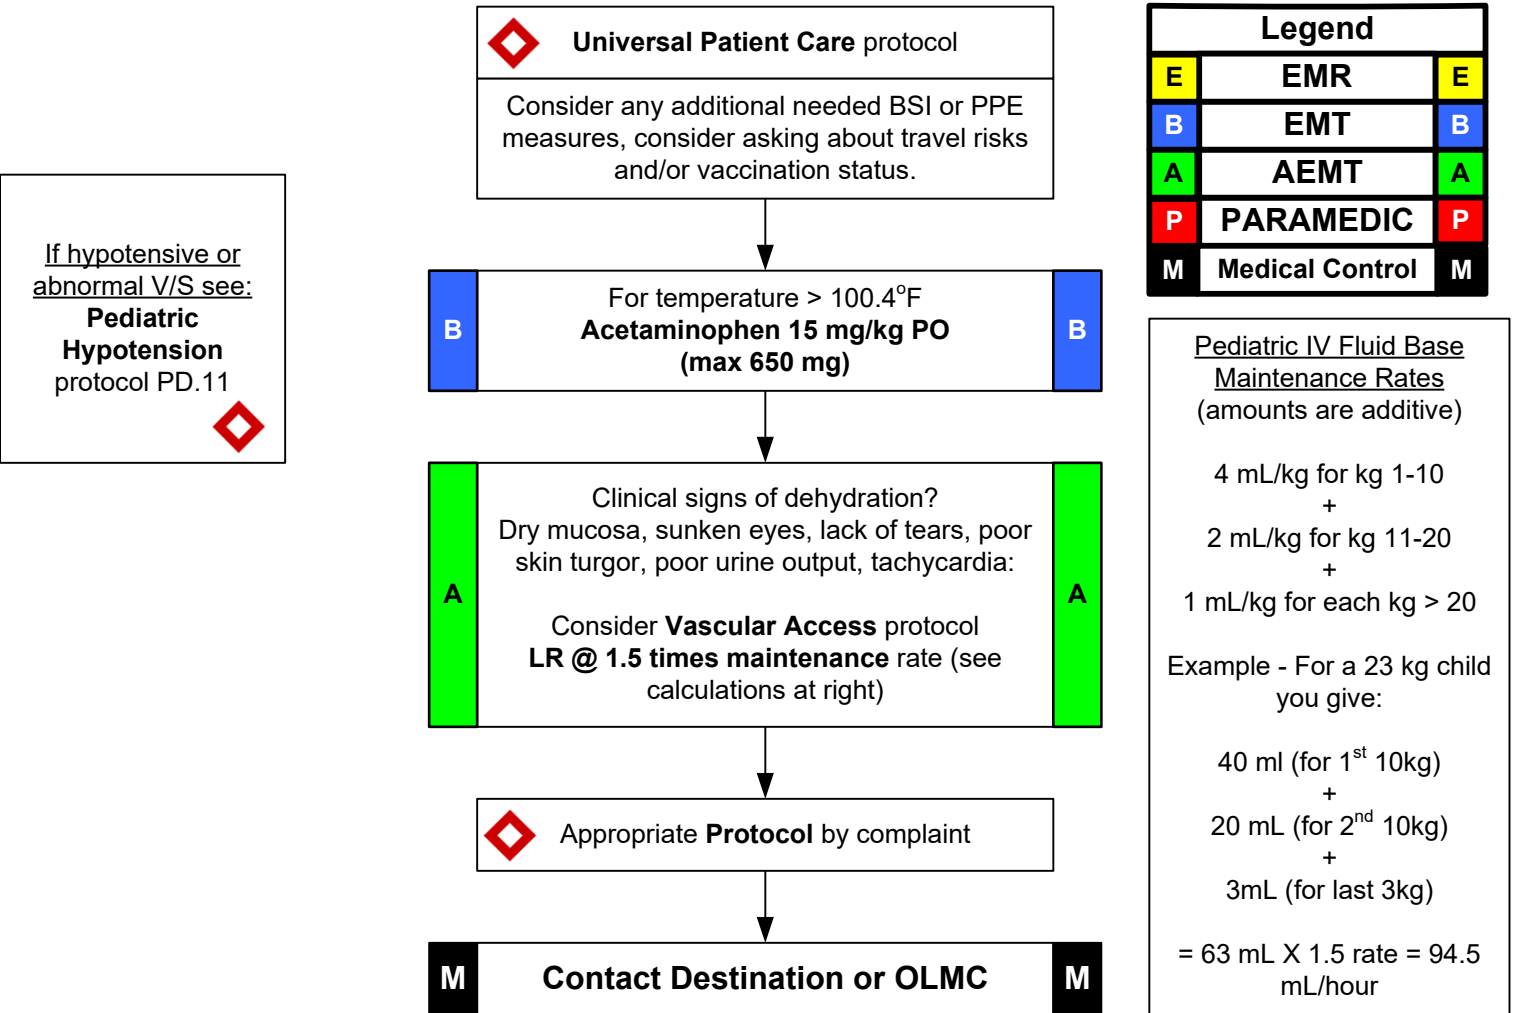 Universal Patient Care protocol
Consider any additional needed BSI or PPE
measures, consider asking about travel risks
and/or vaccination status.
If hypotensive or
abnormal V/S see:
Pediatric
Hypotension
protocol PD.11
B
For temperature > 100.4°F
Acetaminophen 15 mg/kg PO
(max 650 mg)
B
A
Clinical signs of dehydration?
Dry mucosa, sunken eyes, lack of tears, poor
skin turgor, poor urine output, tachycardia:
Consider Vascular Access protocol
LR @ 1.5 times maintenance rate (see
calculations at right)
A
Appropriate Protocol by complaint
M Contact Destination or OLMC M
Legend
E EMR E
B EMT B
A AEMT A
P PARAMEDIC P
M Medical Control M
Pediatric IV Fluid Base
Maintenance Rates
(amounts are additive)
4 mL/kg for kg 1-10
+
2 mL/kg for kg 11-20
+
1 mL/kg for each kg > 20
Example - For a 23 kg child
you give:
40 ml (for 1st 10kg)
+
20 mL (for 2nd 10kg)
+
3mL (for last 3kg)
= 63 mL X 1.5 rate = 94.5
mL/hour